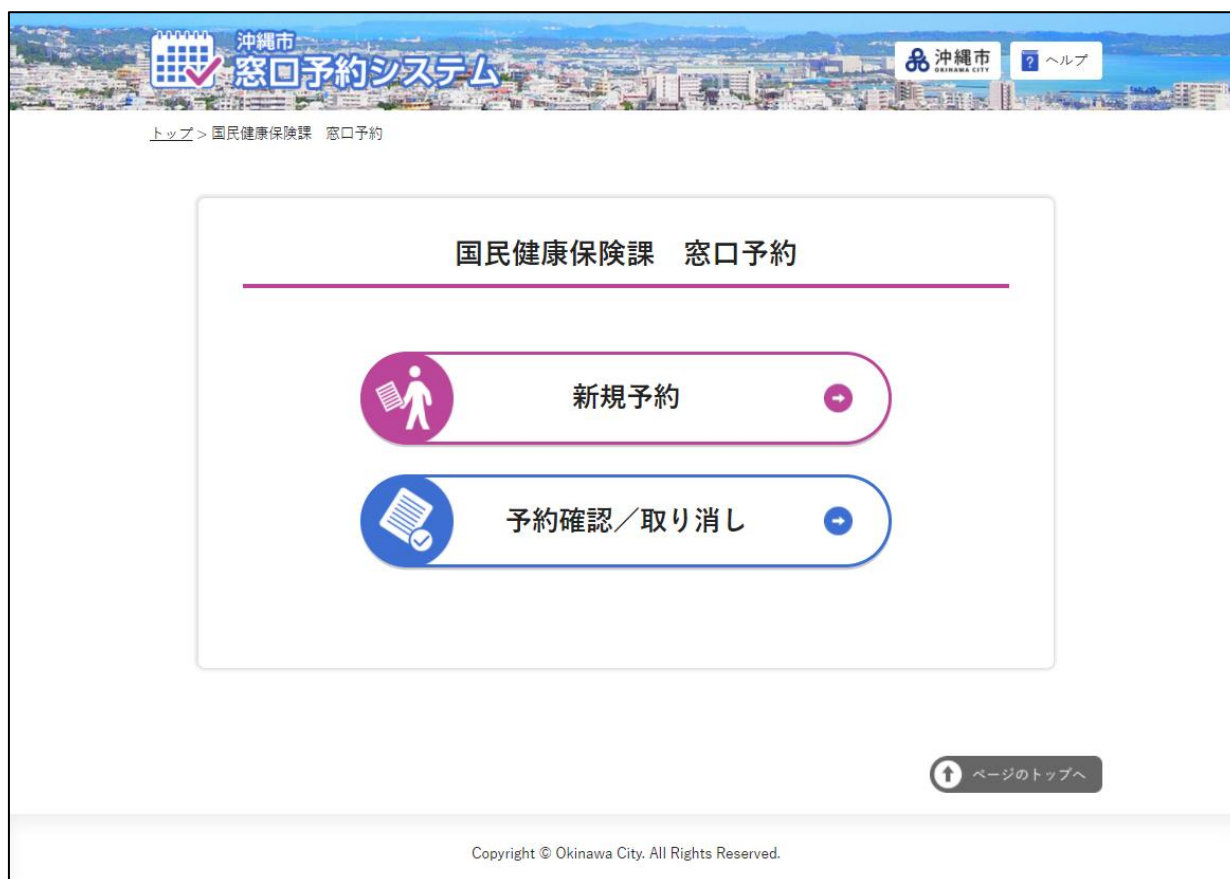 沖縄市
窓口予約システム
沖縄市
OKINAWA CITY
? ヘルプ
トップ > 国民健康保険課　窓口予約
国民健康保険課　窓口予約
新規予約
予約確認／取り消し
ページのトップへ
Copyright © Okinawa City. All Rights Reserved.